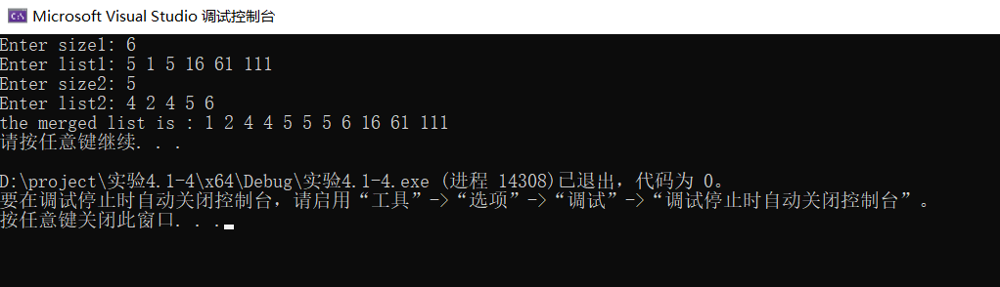 Microsoft Visual Studio 调试控制台
Enter size1: 6
Enter list1: 5 1 5 16 61 111
Enter size2: 5
Enter list2: 4 2 4 5 6
the merged list is : 1 2 4 4 5 5 5 6 16 61 111
请按任意键继续. . .
D:\project\实验4.1-4\x64\Debug\实验4.1-4.exe (进程 14308)已退出，代码为 0。
要在调试停止时自动关闭控制台，请启用“工具”->“选项”->“调试”->“调试停止时自动关闭控制台”。
按任意键关闭此窗口. . .